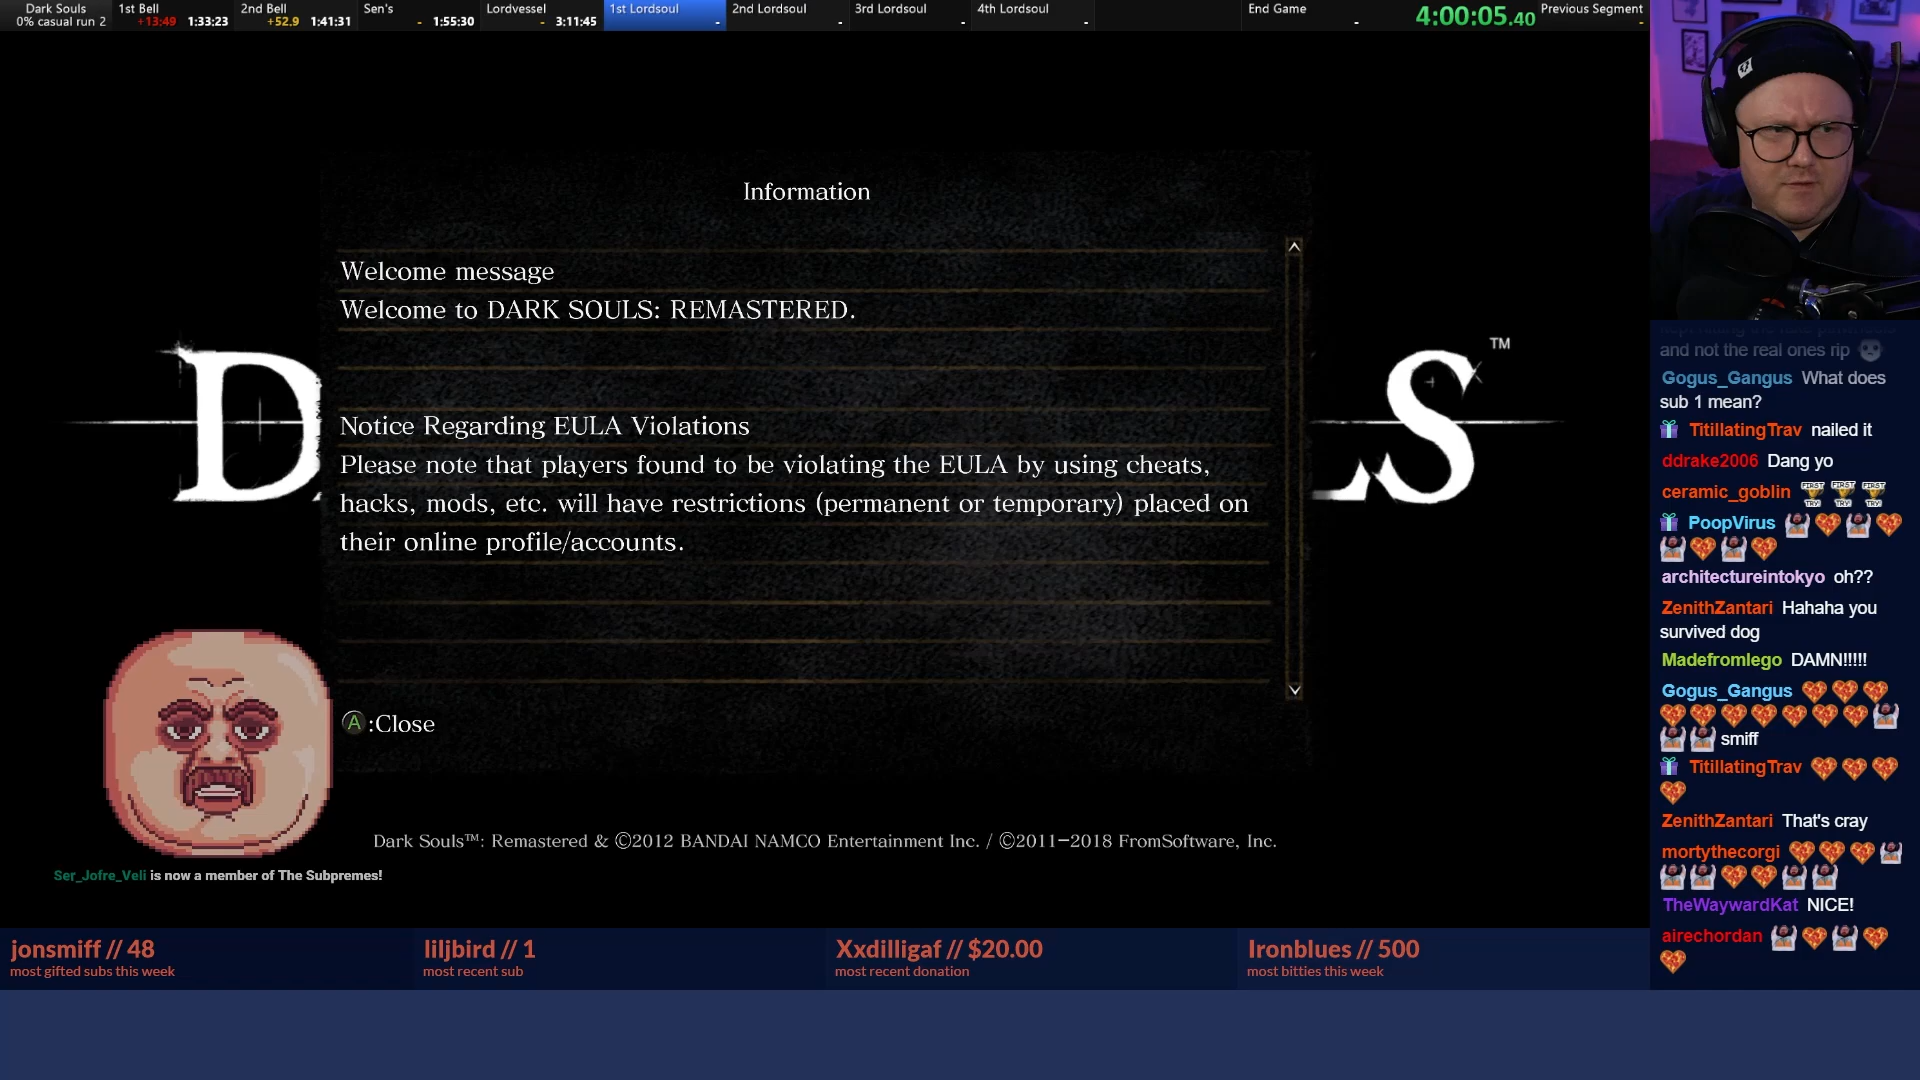 Dark Souls
0% casual run 2
1st Bell
+13:49 1:33:23
2nd Bell
+52.9 1:41:31
Sen's
- 1:55:30
Lordvessel
- 3:11:45
1st Lordsoul
-
2nd Lordsoul
-
3rd Lordsoul
-
4th Lordsoul
-
End Game
-
4:00:05.40
Previous Segment
-
Information
Welcome message
Welcome to DARK SOULS: REMASTERED.
Notice Regarding EULA Violations
Please note that players found to be violating the EULA by using cheats,
hacks, mods, etc. will have restrictions (permanent or temporary) placed on
their online profile/accounts.
D
LS™
A:Close
Dark Souls™: Remastered & ©2012 BANDAI NAMCO Entertainment Inc. / ©2011–2018 FromSoftware, Inc.
Ser_Jofre_Veli is now a member of The Subpremes!
jonsmiff // 48
most gifted subs this week
liljbird // 1
most recent sub
Xxdilligaf // $20.00
most recent donation
Ironblues // 500
most bitties this week
and not the real ones rip
Gogus_Gangus What does
sub 1 mean?
TitillatingTrav nailed it
ddrake2006 Dang yo
ceramic_goblin FIRST TRY! FIRST TRY! FIRST TRY!
PoopVirus
architectureintokyo oh??
ZenithZantari Hahaha you
survived dog
Madefromlego DAMN!!!!!
Gogus_Gangus
smiff
TitillatingTrav
ZenithZantari That's cray
mortythecorgi
TheWaywardKat NICE!
airechordan